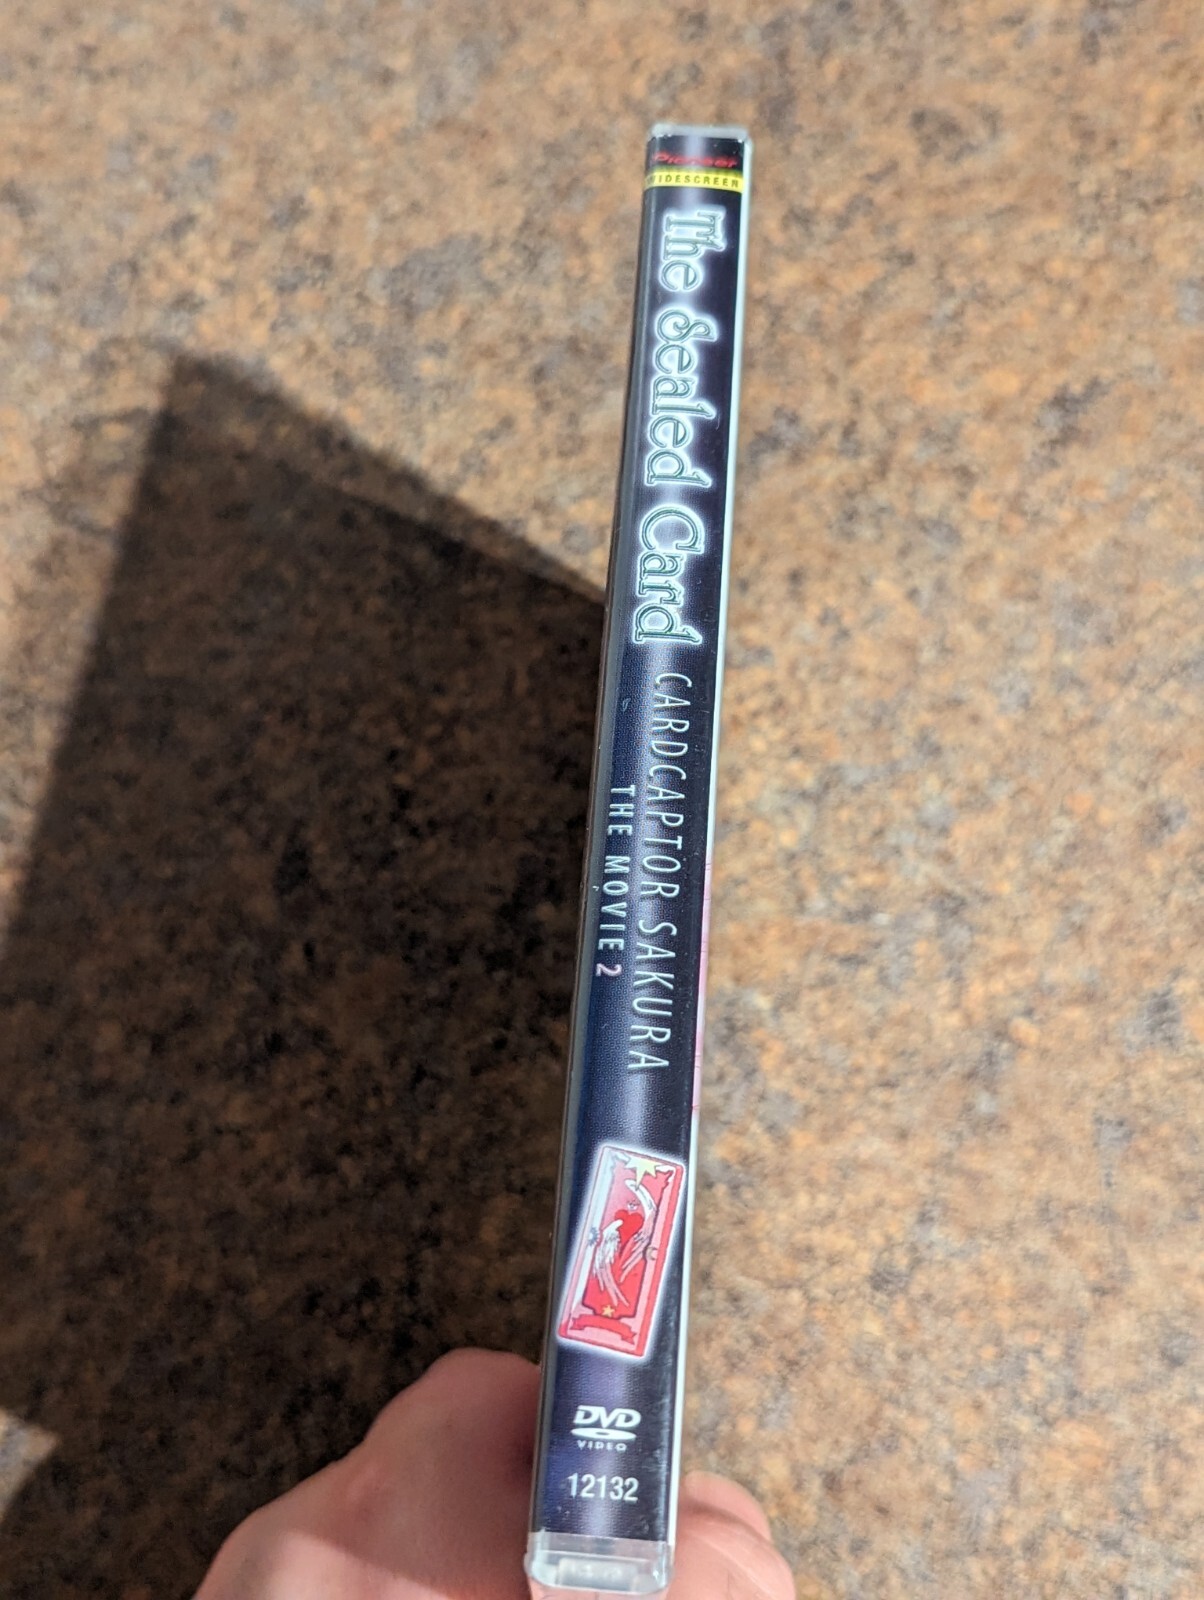 Pioneer
WIDESCREEN
The Sealed Card
CARDCAPTOR SAKURA
THE MOVIE 2
DVD
VIDEO
12132